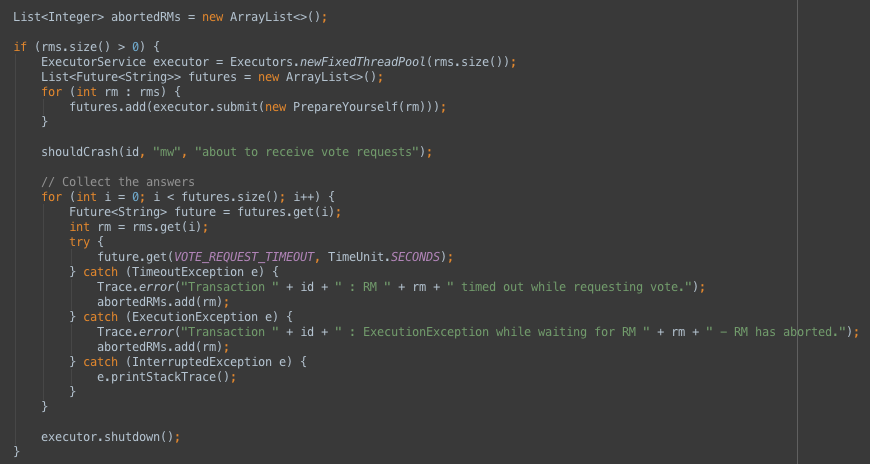 List<Integer> abortedRMs = new ArrayList<>();
if (rms.size() > 0) {
ExecutorService executor = Executors.newFixedThreadPool(rms.size());
List<Future<String>> futures = new ArrayList<>();
for (int rm : rms) {
futures.add(executor.submit(new PrepareYourself(rm)));
}
shouldCrash(id, "mw", "about to receive vote requests");
// Collect the answers
for (int i = 0; i < futures.size(); i++) {
Future<String> future = futures.get(i);
int rm = rms.get(i);
try {
future.get(VOTE_REQUEST_TIMEOUT, TimeUnit.SECONDS);
} catch (TimeoutException e) {
Trace.error("Transaction " + id + " : RM " + rm + " timed out while requesting vote.");
abortedRMs.add(rm);
} catch (ExecutionException e) {
Trace.error("Transaction " + id + " : ExecutionException while waiting for RM " + rm + " – RM has aborted.");
abortedRMs.add(rm);
} catch (InterruptedException e) {
e.printStackTrace();
}
}
executor.shutdown();
}